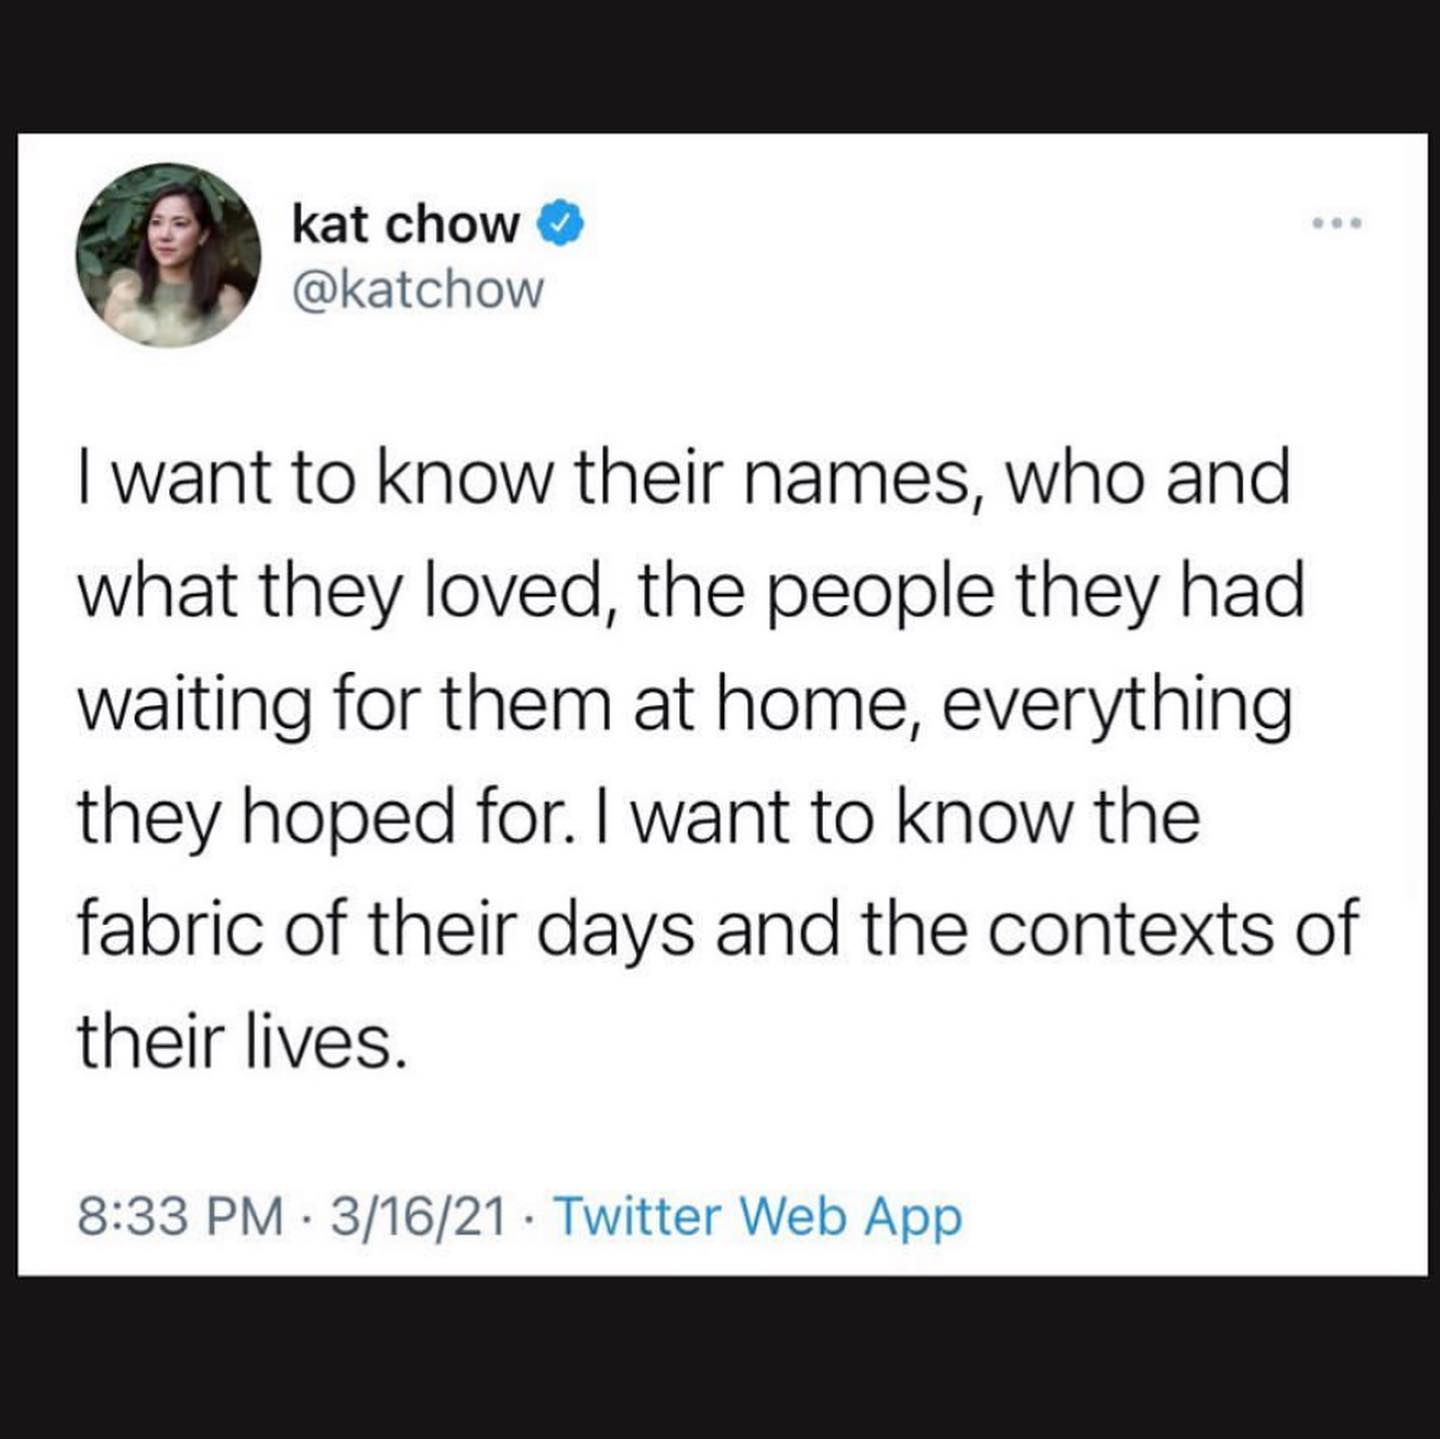 kat chow
@katchow
I want to know their names, who and
what they loved, the people they had
waiting for them at home, everything
they hoped for. I want to know the
fabric of their days and the contexts of
their lives.
8:33 PM · 3/16/21 · Twitter Web App